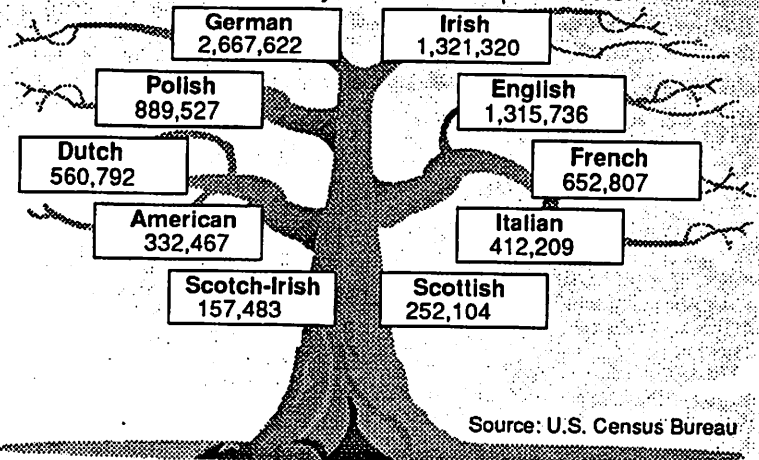 German
2,667,622
Irish
1,321,320
Polish
889,527
English
1,315,736
Dutch
560,792
French
652,807
American
332,467
Italian
412,209
Scotch-Irish
157,483
Scottish
252,104
Source: U.S. Census Bureau